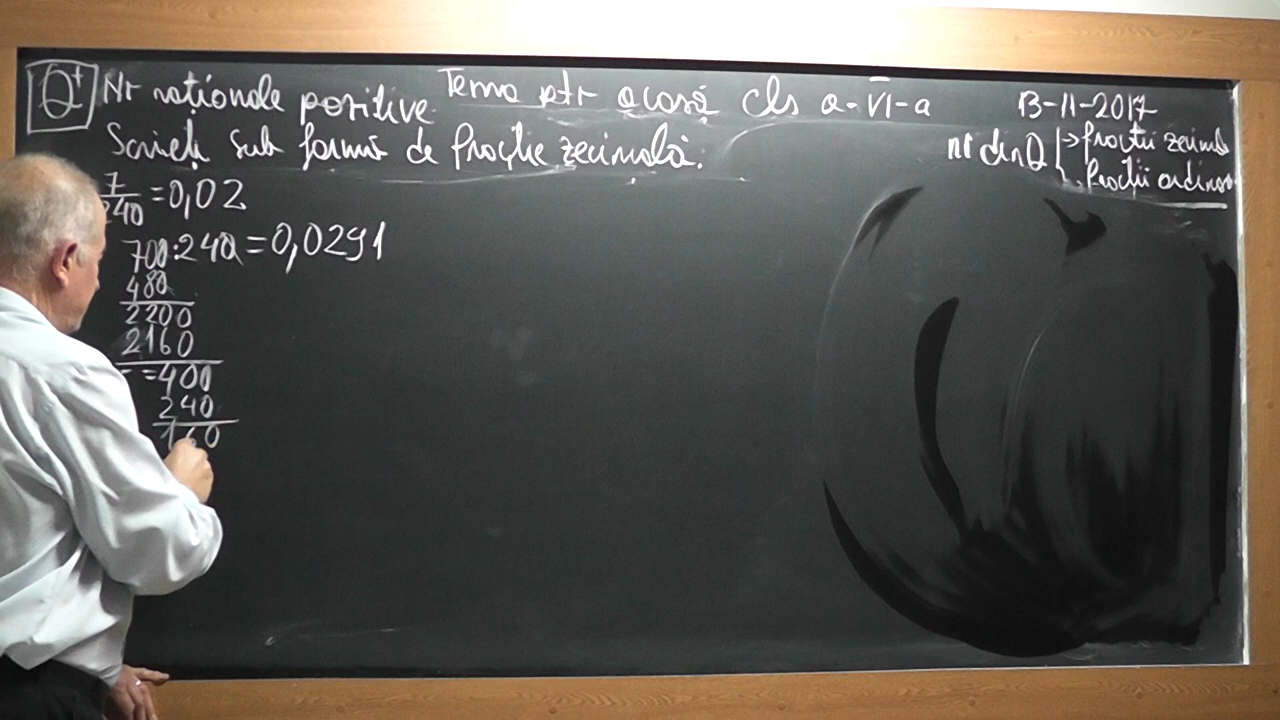 Q+ Nr raționale pozitive. Tema ptr acasă cls a-VI-a 13-11-2017
Scrieți sub formă de fracție zecimală.
nr din Q → fracții zecimale
→ fracții ordinare
7/240 = 0,02
700:240 = 0,0291
480
2200
2160
= 400
240
160